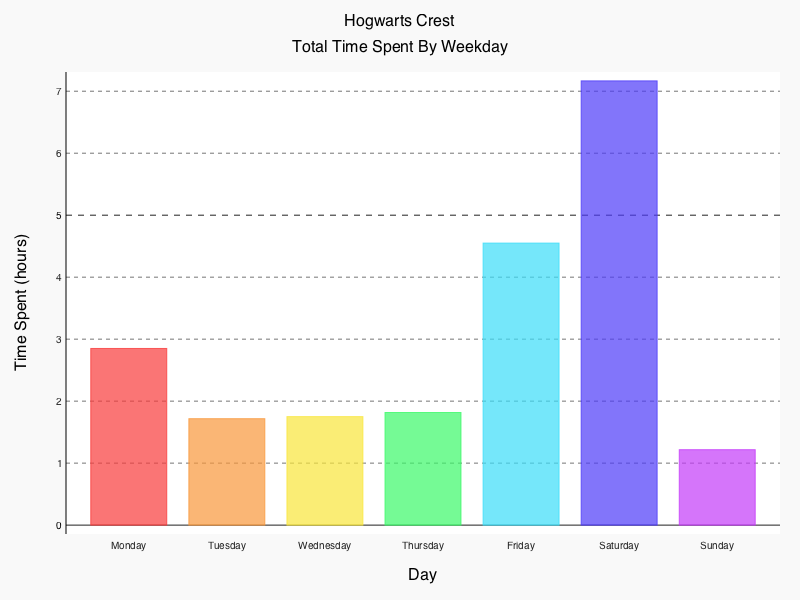 Hogwarts Crest
Total Time Spent By Weekday
Time Spent (hours)
7
6
5
4
3
2
1
0
Monday Tuesday Wednesday Thursday Friday Saturday Sunday
Day